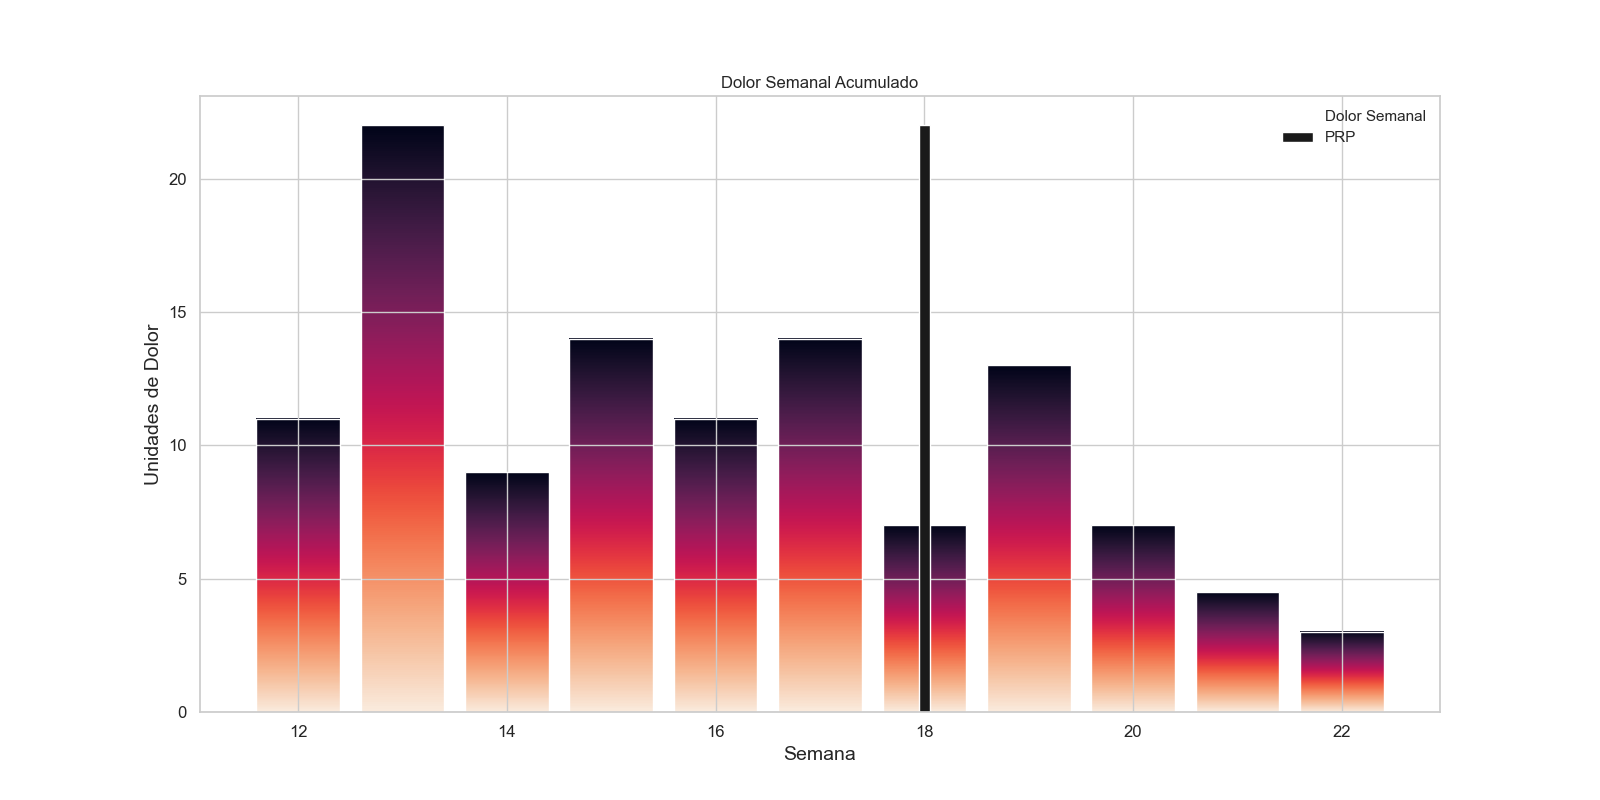 Dolor Semanal Acumulado
Dolor Semanal
PRP
Unidades de Dolor
20
15
10
5
0
12 14 16 18 20 22
Semana